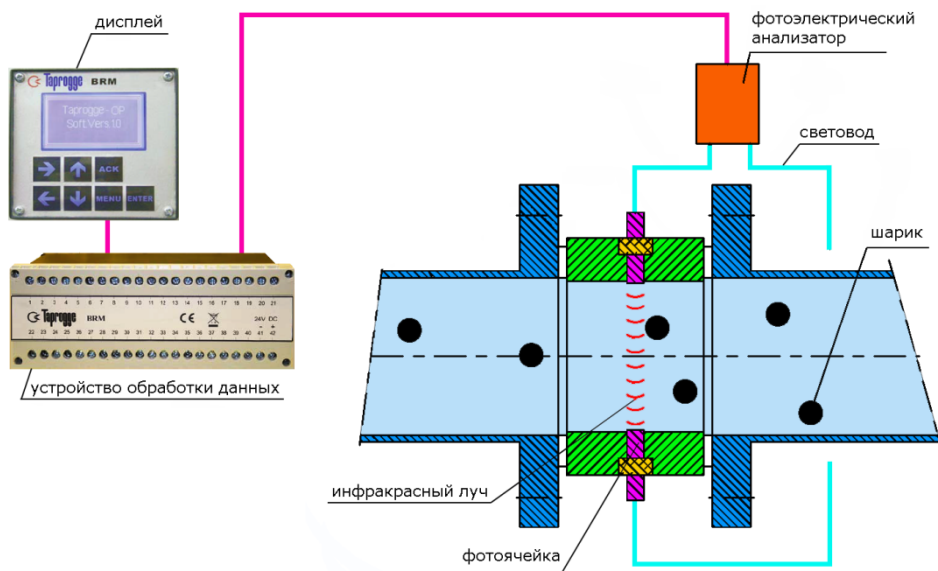 дисплей
Taprogge BRM
Taprogge - OP
Soft.Vers 1.0
ACK
MENU ENTER
фотоэлектрический
анализатор
световод
шарик
1 2 3 4 5 6 7 8 9 10 11 12 13 14 15 16 17 18 19 20 21
Taprogge BRM CE 24V DC
- +
22 23 24 25 26 27 28 29 30 31 32 33 34 35 36 37 38 39 40 41 42
устройство обработки данных
инфракрасный луч
фотоячейка